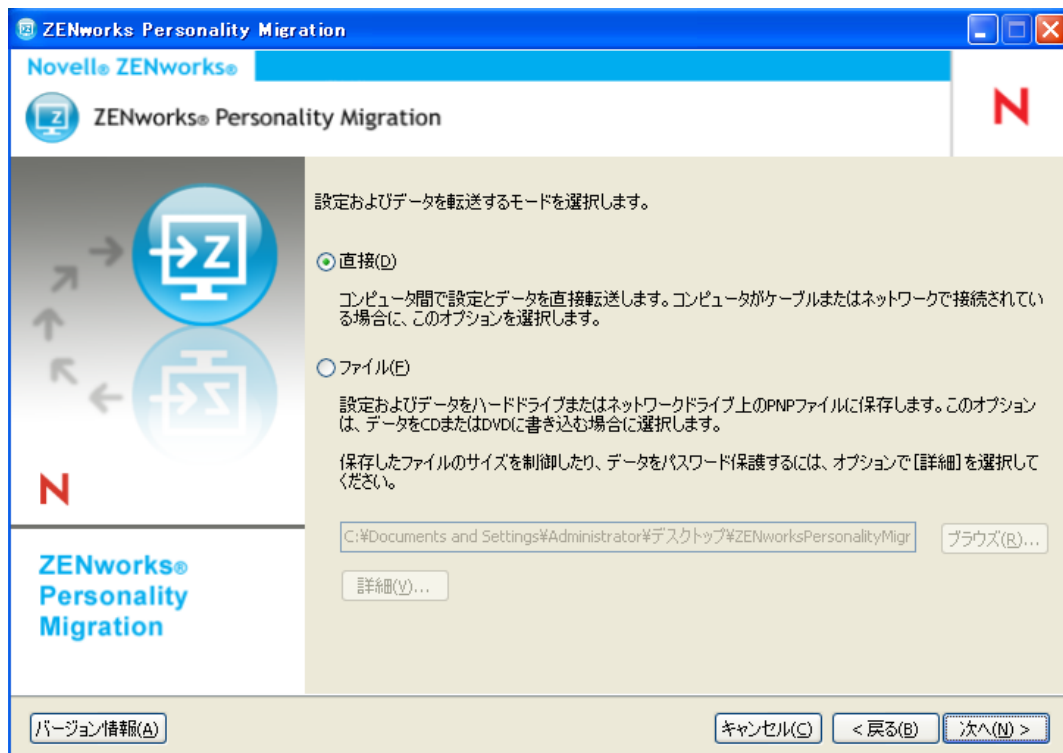 ZENworks Personality Migration
Novell® ZENworks®
ZENworks® Personality Migration
N
設定およびデータを転送するモードを選択します。
直接(D)
コンピュータ間で設定とデータを直接転送します。コンピュータがケーブルまたはネットワークで接続されてい
る場合に、このオプションを選択します。
ファイル(F)
設定およびデータをハードドライブまたはネットワークドライブ上のPNPファイルに保存します。このオプション
は、データをCDまたはDVDに書き込む場合に選択します。
保存したファイルのサイズを制御したり、データをパスワード保護するには、オプションで[詳細]を選択して
ください。
C:¥Documents and Settings¥Administrator¥デスクトップ¥ZENworksPersonalityMigr
ブラウズ(R)...
詳細(V)...
Z
N
ZENworks®
Personality
Migration
バージョン情報(A)
キャンセル(C)
< 戻る(B)
次へ(N) >